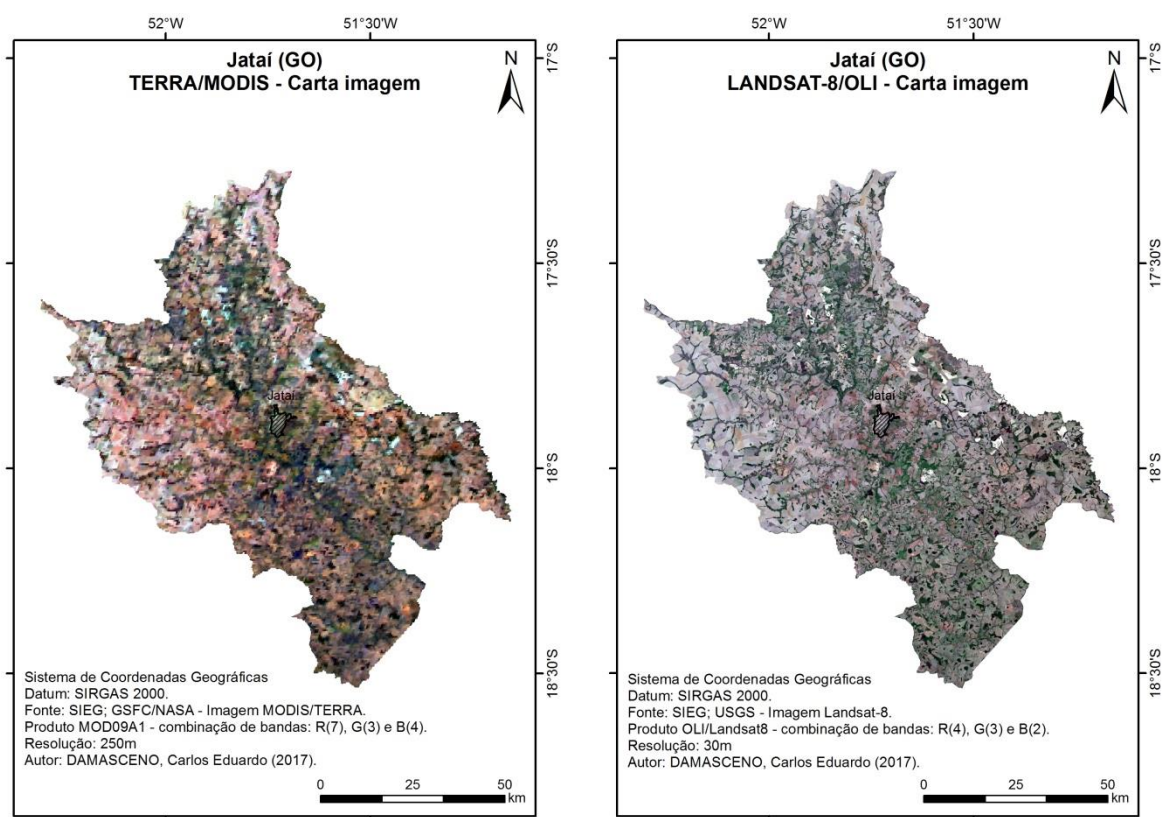 52°W
51°30'W
Jataí (GO)
TERRA/MODIS - Carta imagem
N
17°S
17°30'S
18°S
18°30'S
Jataí
Sistema de Coordenadas Geográficas
Datum: SIRGAS 2000.
Fonte: SIEG; GSFC/NASA - Imagem MODIS/TERRA.
Produto MOD09A1 - combinação de bandas: R(7), G(3) e B(4).
Resolução: 250m
Autor: DAMASCENO, Carlos Eduardo (2017).
0 25 50
km
52°W
51°30'W
Jataí (GO)
LANDSAT-8/OLI - Carta imagem
N
17°S
17°30'S
18°S
18°30'S
Jataí
Sistema de Coordenadas Geográficas
Datum: SIRGAS 2000.
Fonte: SIEG; USGS - Imagem Landsat-8.
Produto OLI/Landsat8 - combinação de bandas: R(4), G(3) e B(2).
Resolução: 30m
Autor: DAMASCENO, Carlos Eduardo (2017).
0 25 50
km